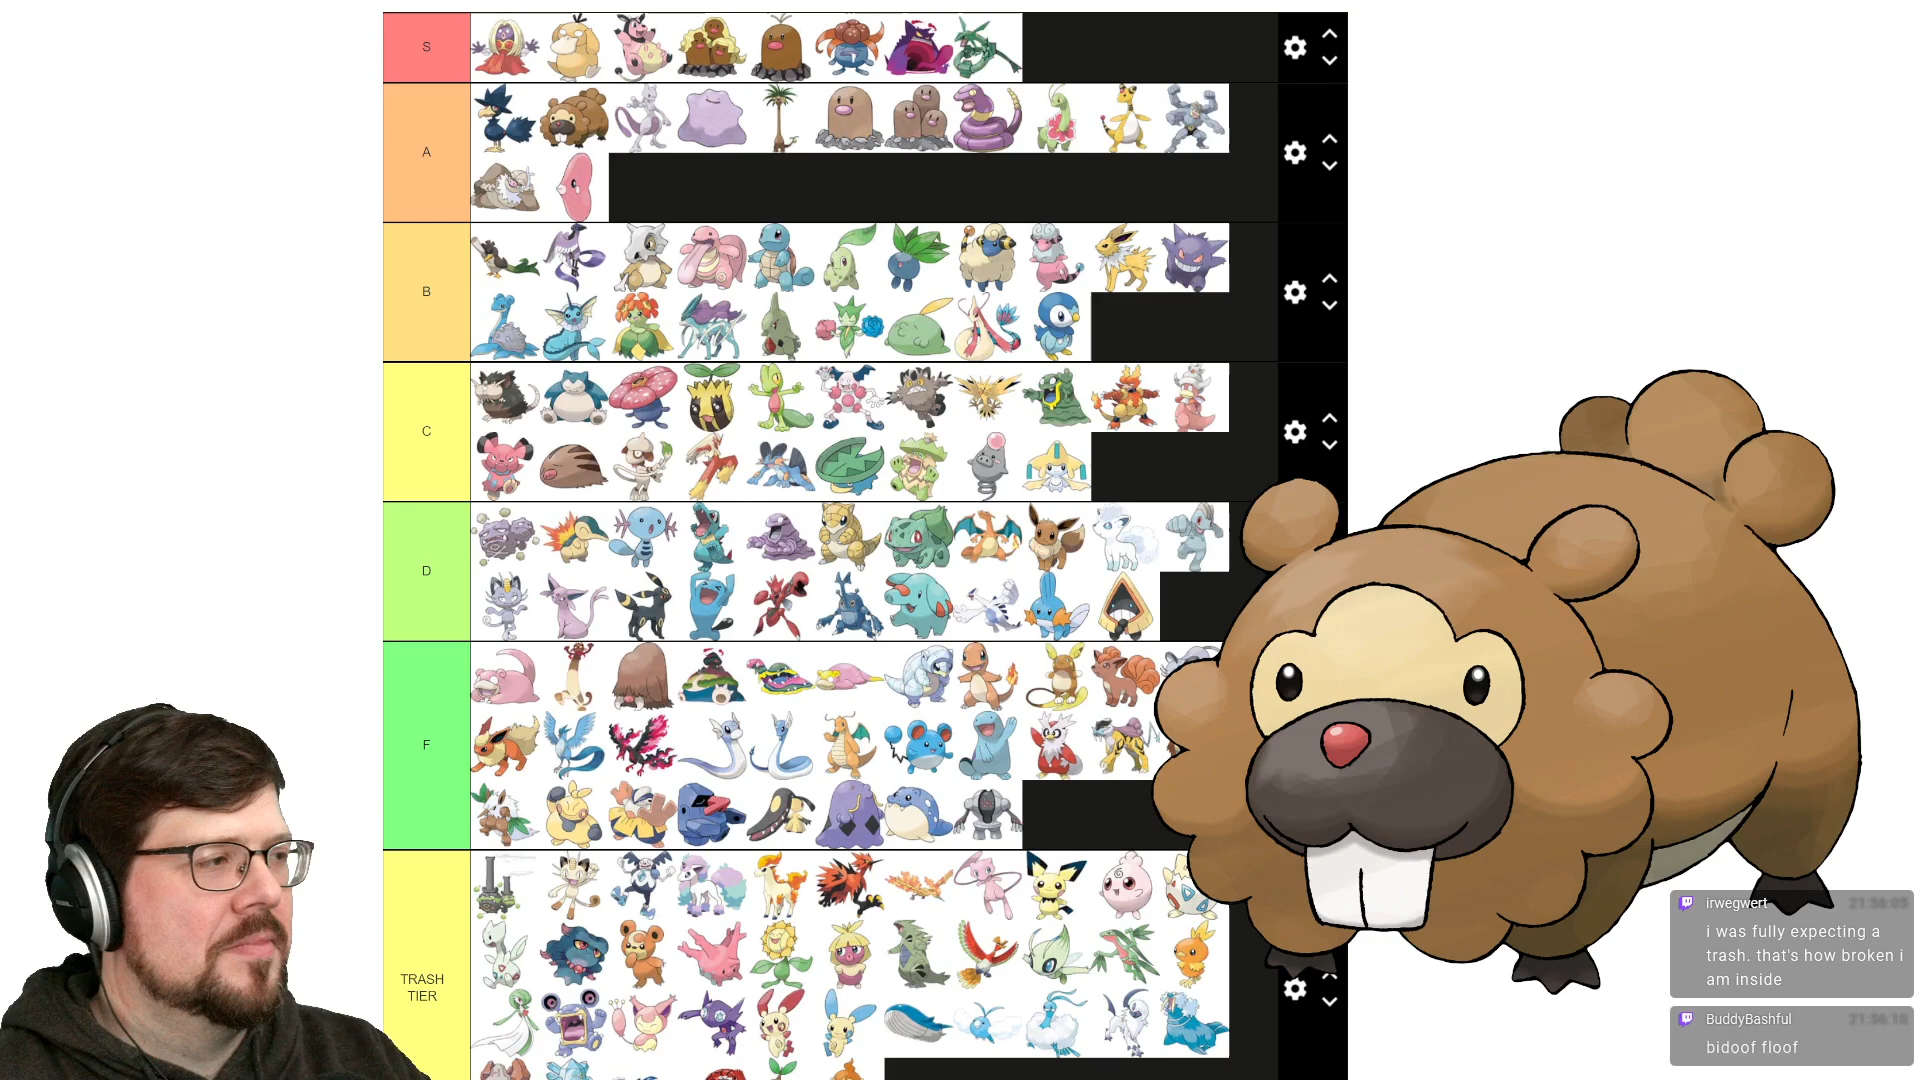 S
A
B
C
D
F
TRASH
TIER
irwegwert
i was fully expecting a
trash. that's how broken i
am inside
BuddyBashful
bidoof floof